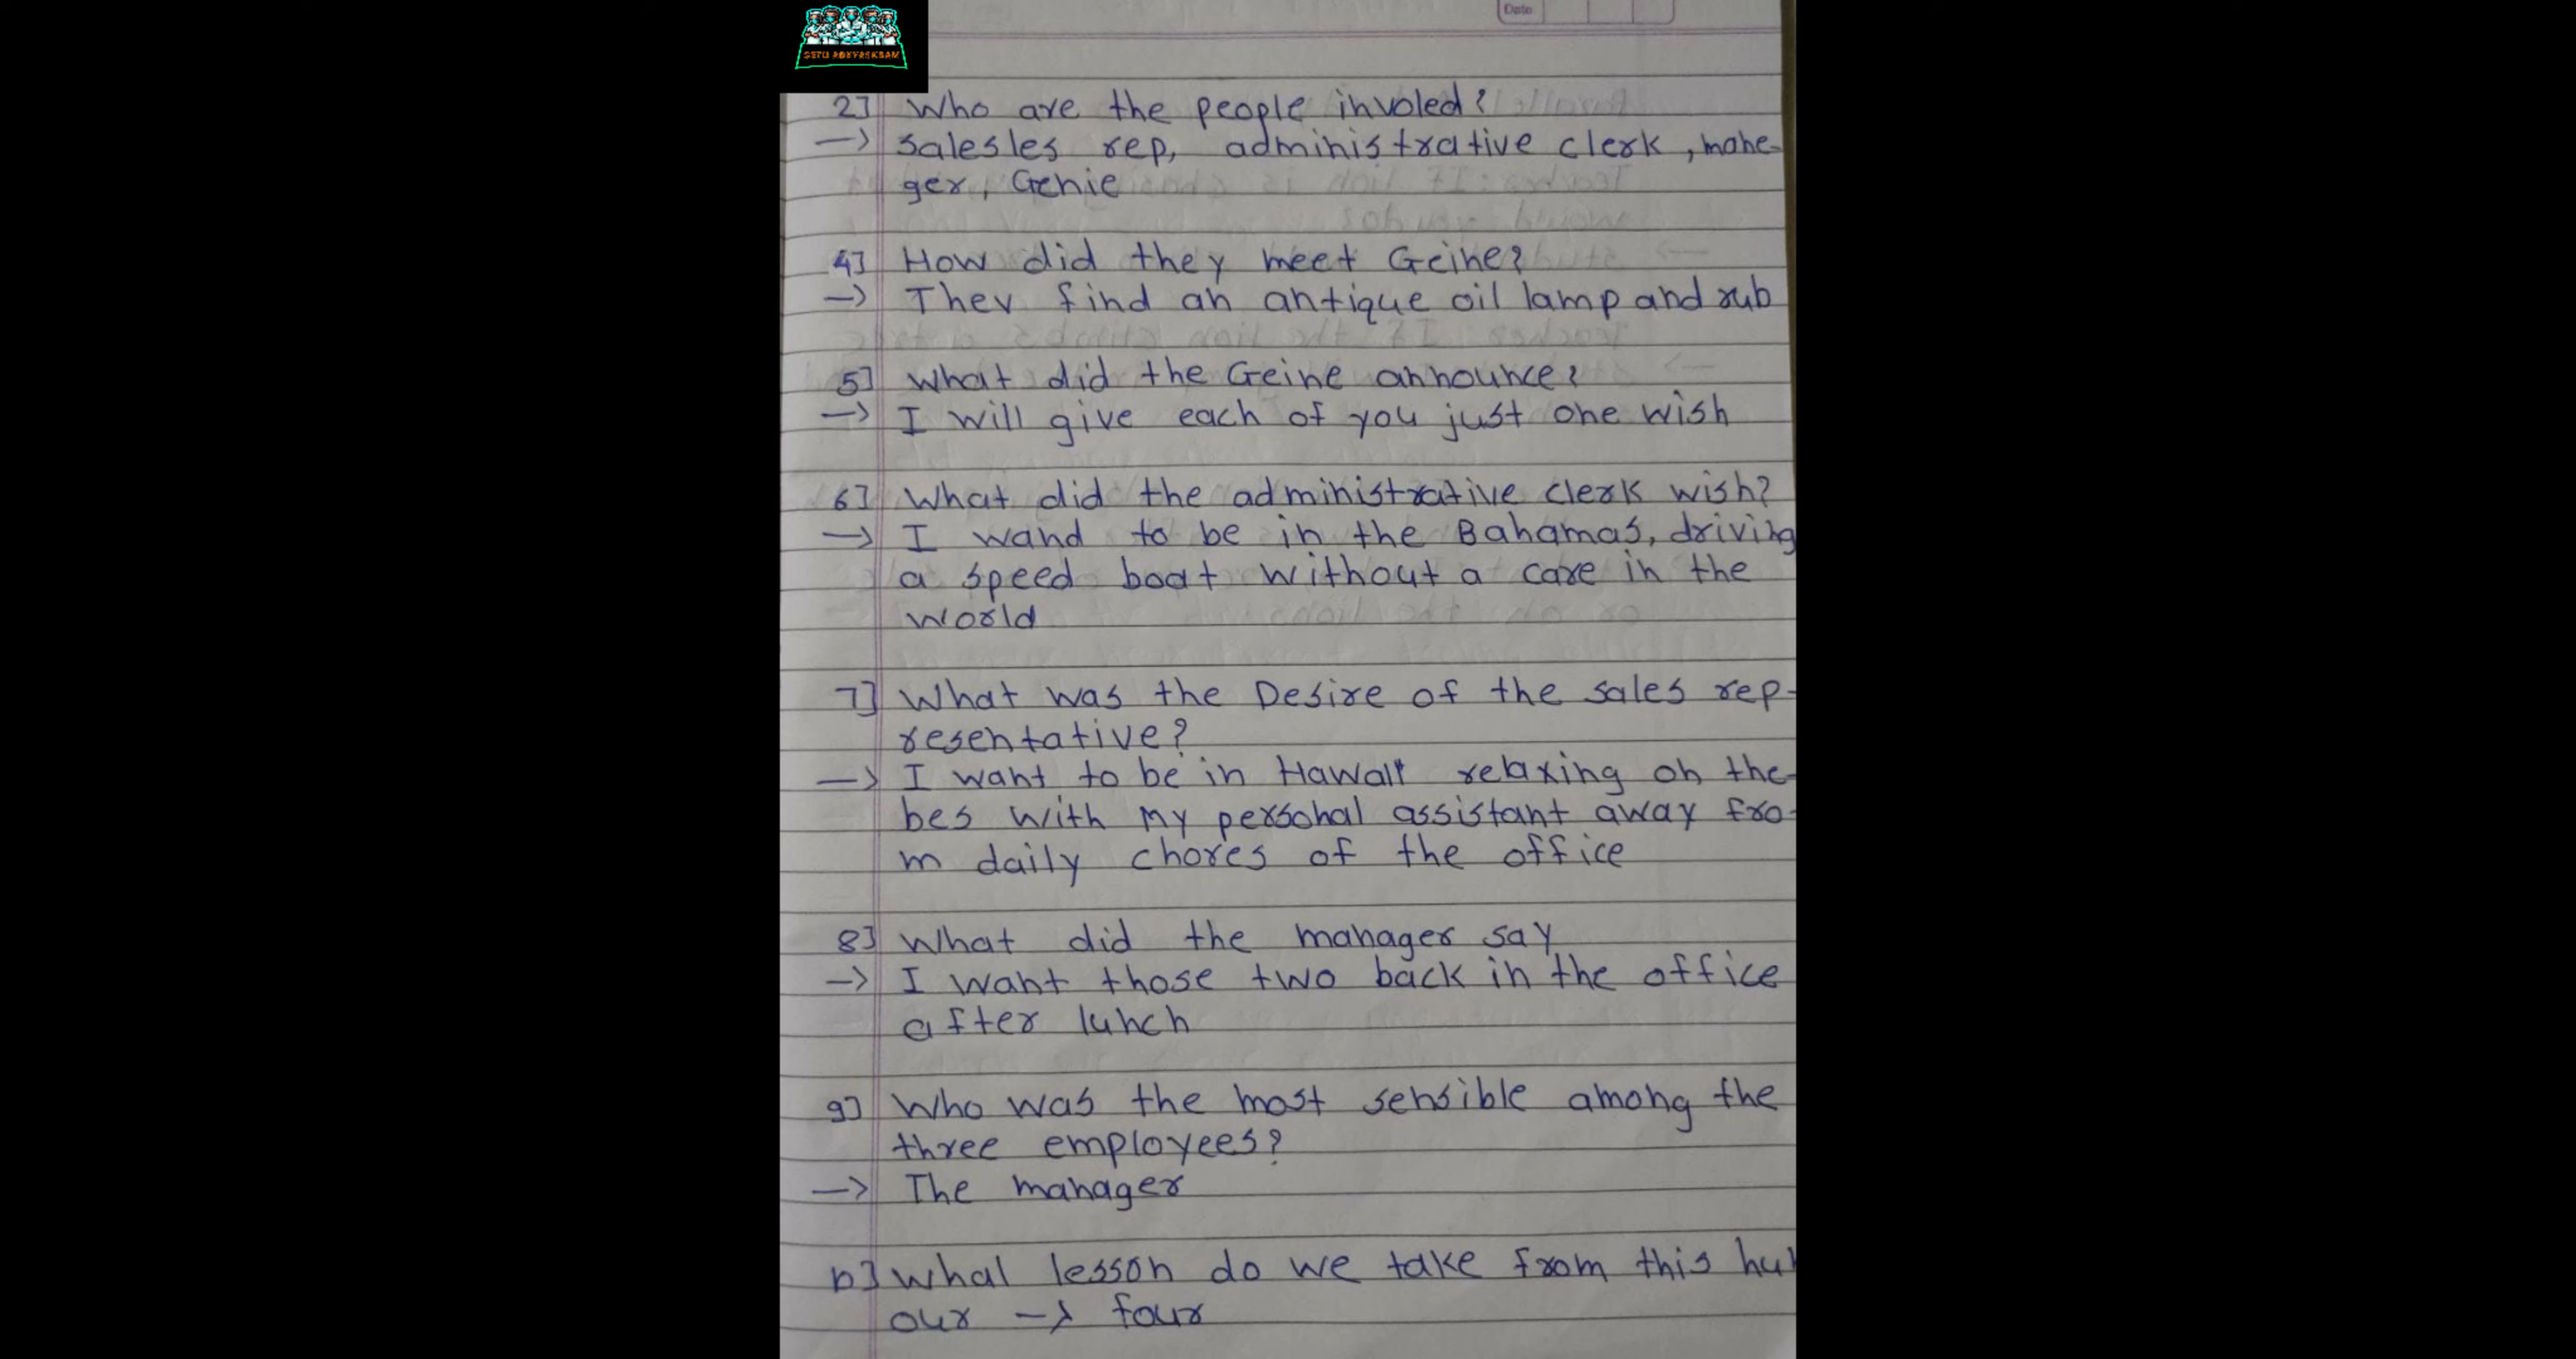 Date
SETU ABHYASKRAM
2] Who are the people involed?
→ salesles rep, administrative clerk, mane-
ger, Genie
4] How did they meet Geine?
→ Thev find an antique oil lamp and rub
5] What did the Geine announce?
→ I will give each of you just one wish
6] What did the administrative clerk wish?
→ I wand to be in the Bahamas, driving
a speed boat without a care in the
world
7] What was the Desire of the sales rep-
resentative?
→ I want to be in Hawaii relaxing on the-
bes with my personal assistant away fro-
m daily chores of the office
8] What did the manager say
→ I want those two back in the office
after lunch
9] Who was the most sensible among the
three employees?
→ The manager
whal lesson do we take from this
our → four